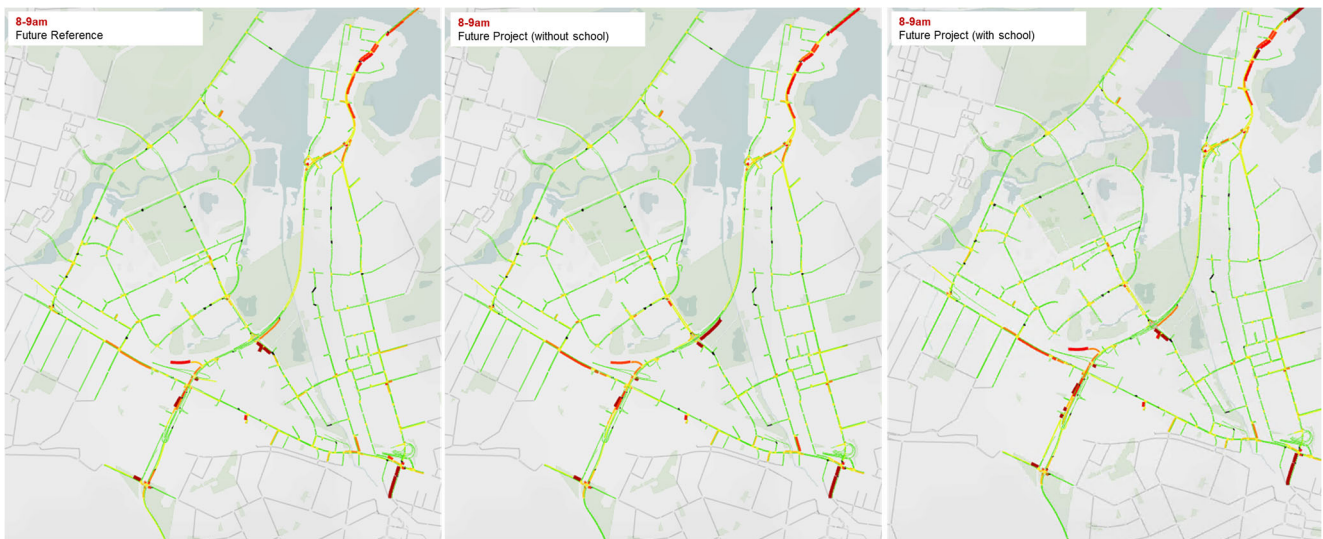 8-9am
Future Reference
8-9am
Future Project (without school)
8-9am
Future Project (with school)